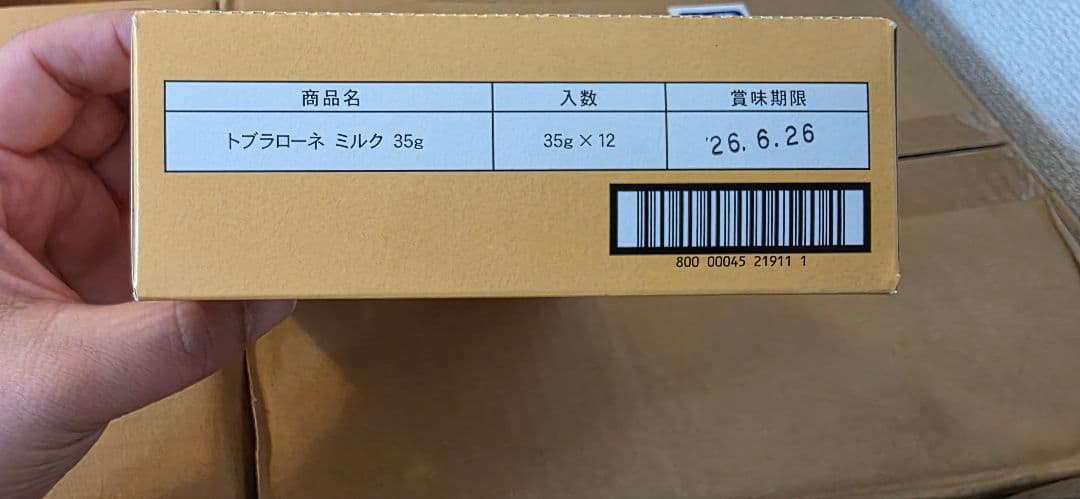 商品名 入数 賞味期限
トブラローネ ミルク 35g 35g×12 '26.6.26
800 00045 21911 1